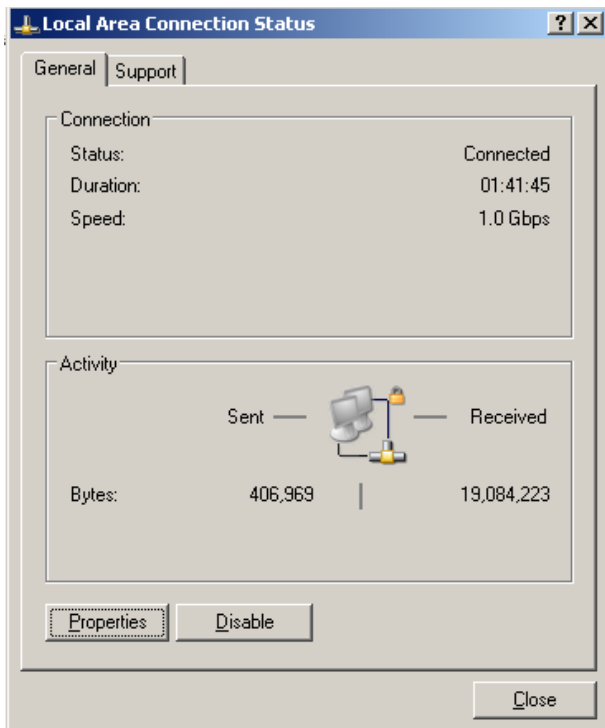 Local Area Connection Status
General Support
Connection
Status: Connected
Duration: 01:41:45
Speed: 1.0 Gbps
Activity
Sent Received
Bytes: 406,969 19,084,223
Properties Disable
Close